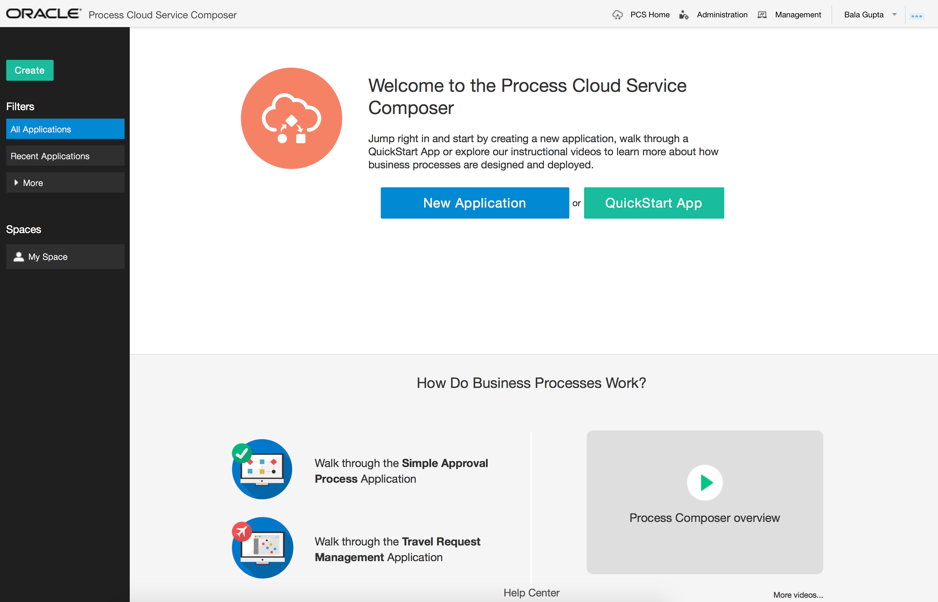 ORACLE® Process Cloud Service Composer
PCS Home Administration Management Bala Gupta
Create
Filters
All Applications
Recent Applications
More
Spaces
My Space
Welcome to the Process Cloud Service
Composer
Jump right in and start by creating a new application, walk through a
QuickStart App or explore our instructional videos to learn more about how
business processes are designed and deployed.
New Application or QuickStart App
How Do Business Processes Work?
Walk through the Simple Approval
Process Application
Walk through the Travel Request
Management Application
Process Composer overview
Help Center
More videos...